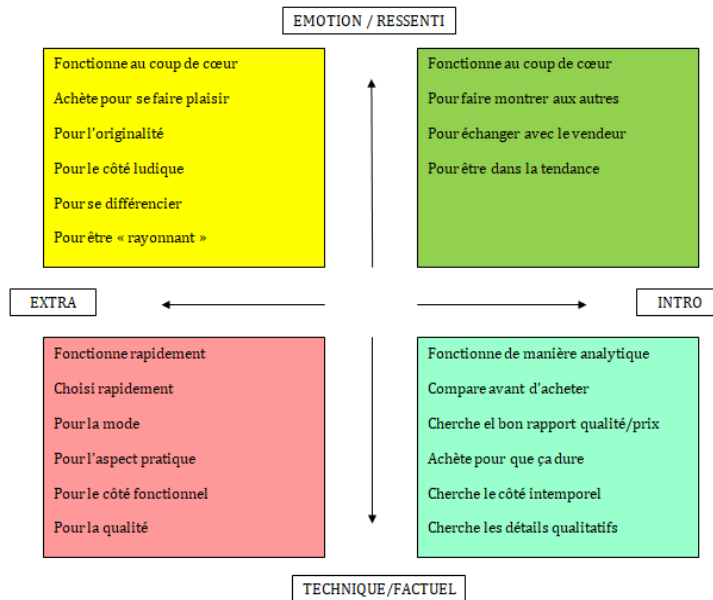 EMOTION / RESSENTI
Fonctionne au coup de cœur
Achète pour se faire plaisir
Pour l'originalité
Pour le côté ludique
Pour se différencier
Pour être « rayonnant »
Fonctionne au coup de cœur
Pour faire montrer aux autres
Pour échanger avec le vendeur
Pour être dans la tendance
EXTRA
INTRO
Fonctionne rapidement
Choisi rapidement
Pour la mode
Pour l'aspect pratique
Pour le côté fonctionnel
Pour la qualité
Fonctionne de manière analytique
Compare avant d'acheter
Cherche el bon rapport qualité/prix
Achète pour que ça dure
Cherche le côté intemporel
Cherche les détails qualitatifs
TECHNIQUE/FACTUEL